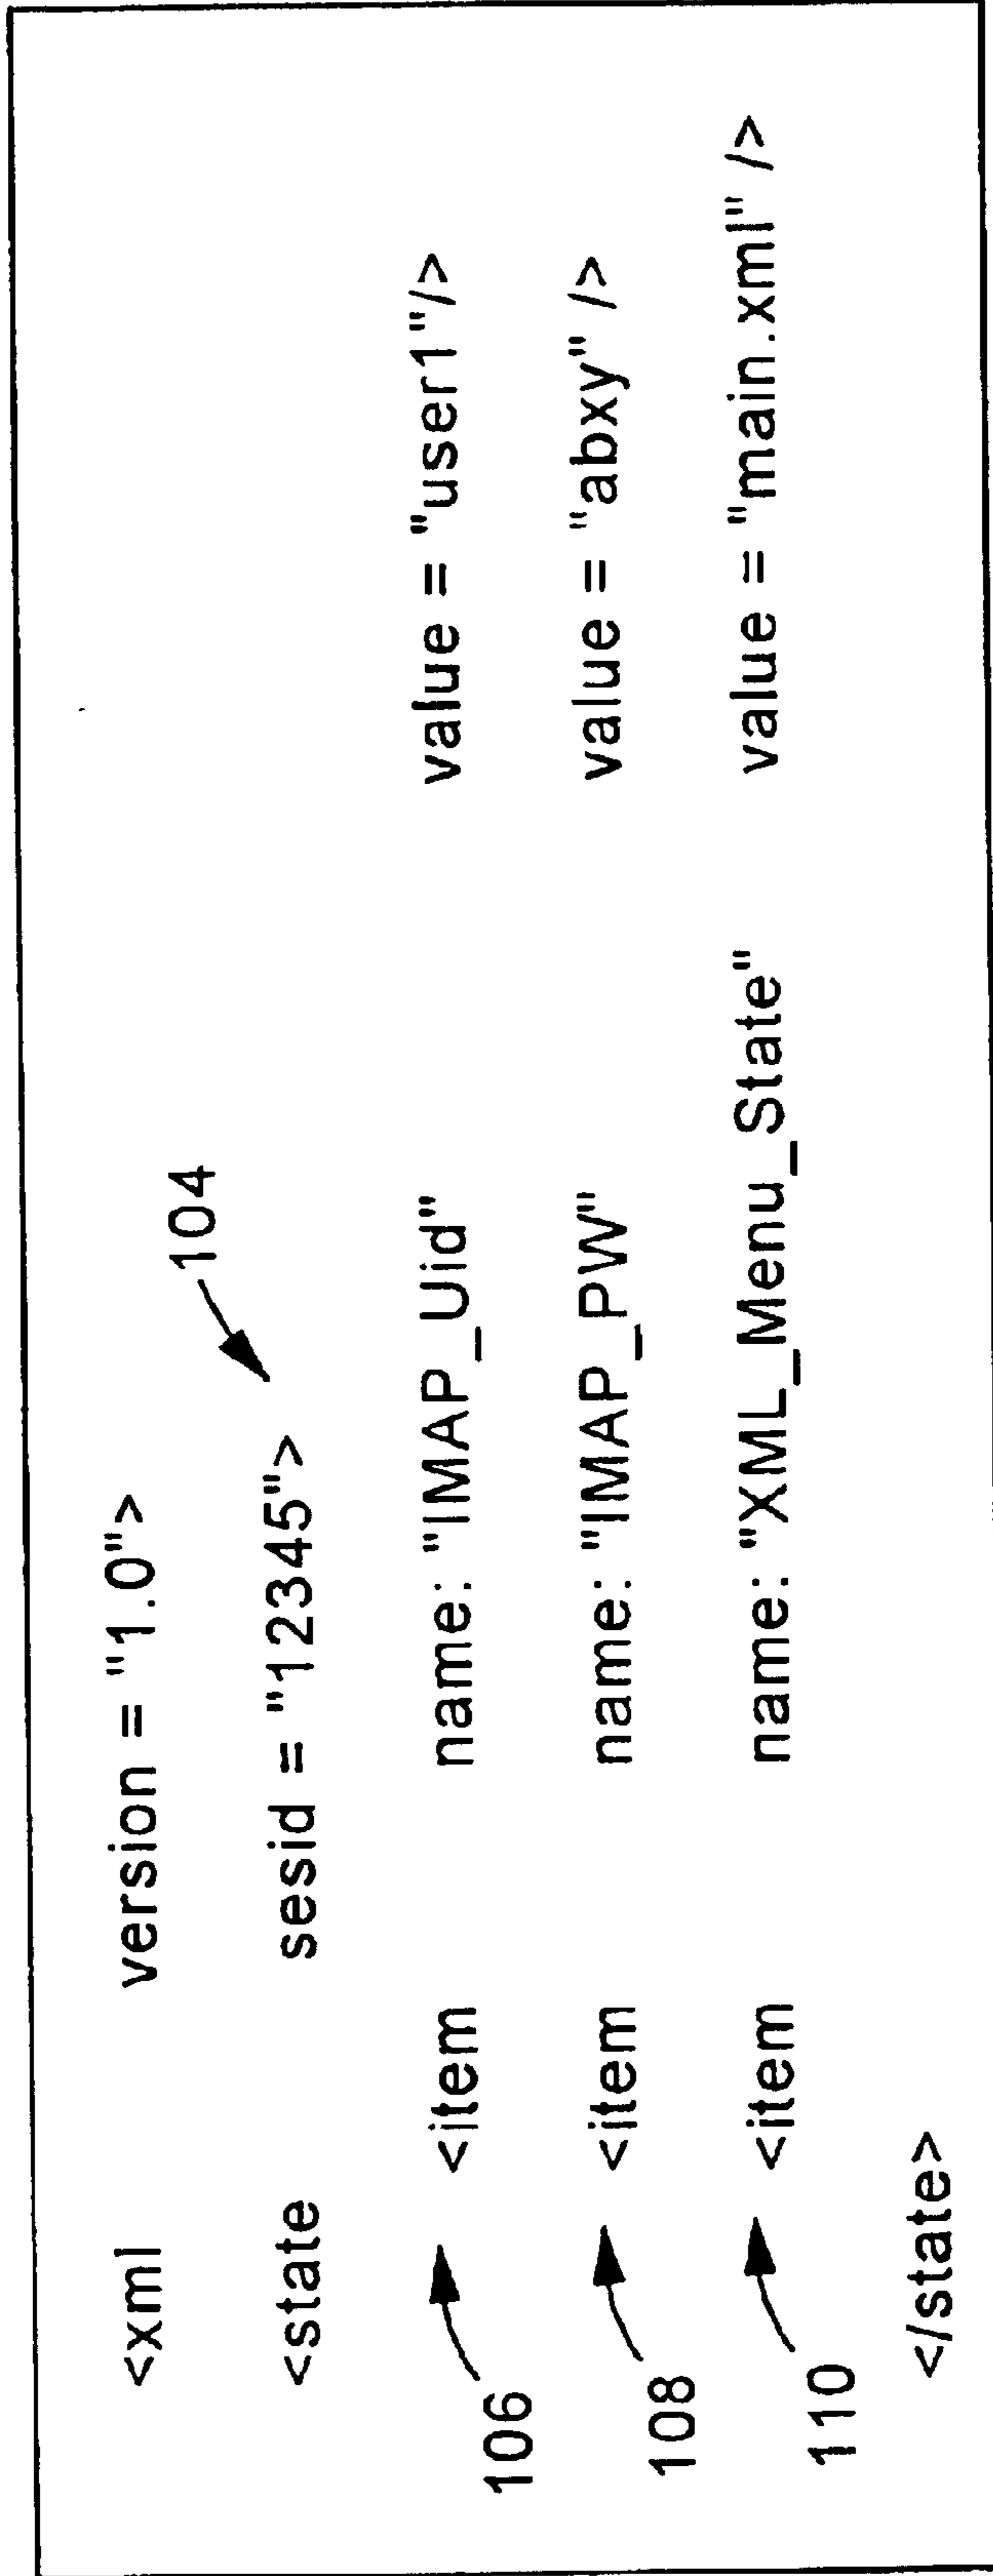 <xml version = "1.0">
104
<state sesid = "12345">
106 <item name: "IMAP_Uid" value = "user1"/>
108 <item name: "IMAP_PW" value = "abxy" />
110 <item name: "XML_Menu_State" value = "main.xml" />
</state>